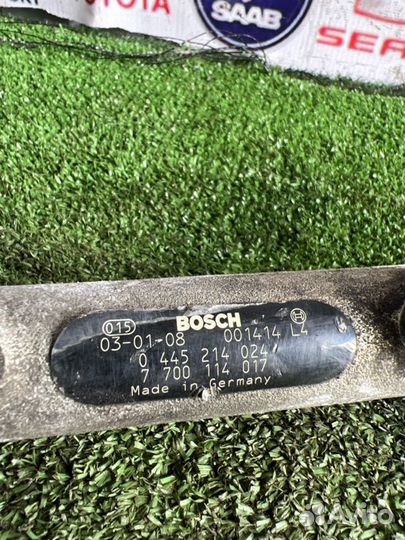 TOYOTA
SAAB
SEA
015
BOSCH
03-01-08 001414 L4
0 445 214 024
7 700 114 017
Made in Germany
Avito